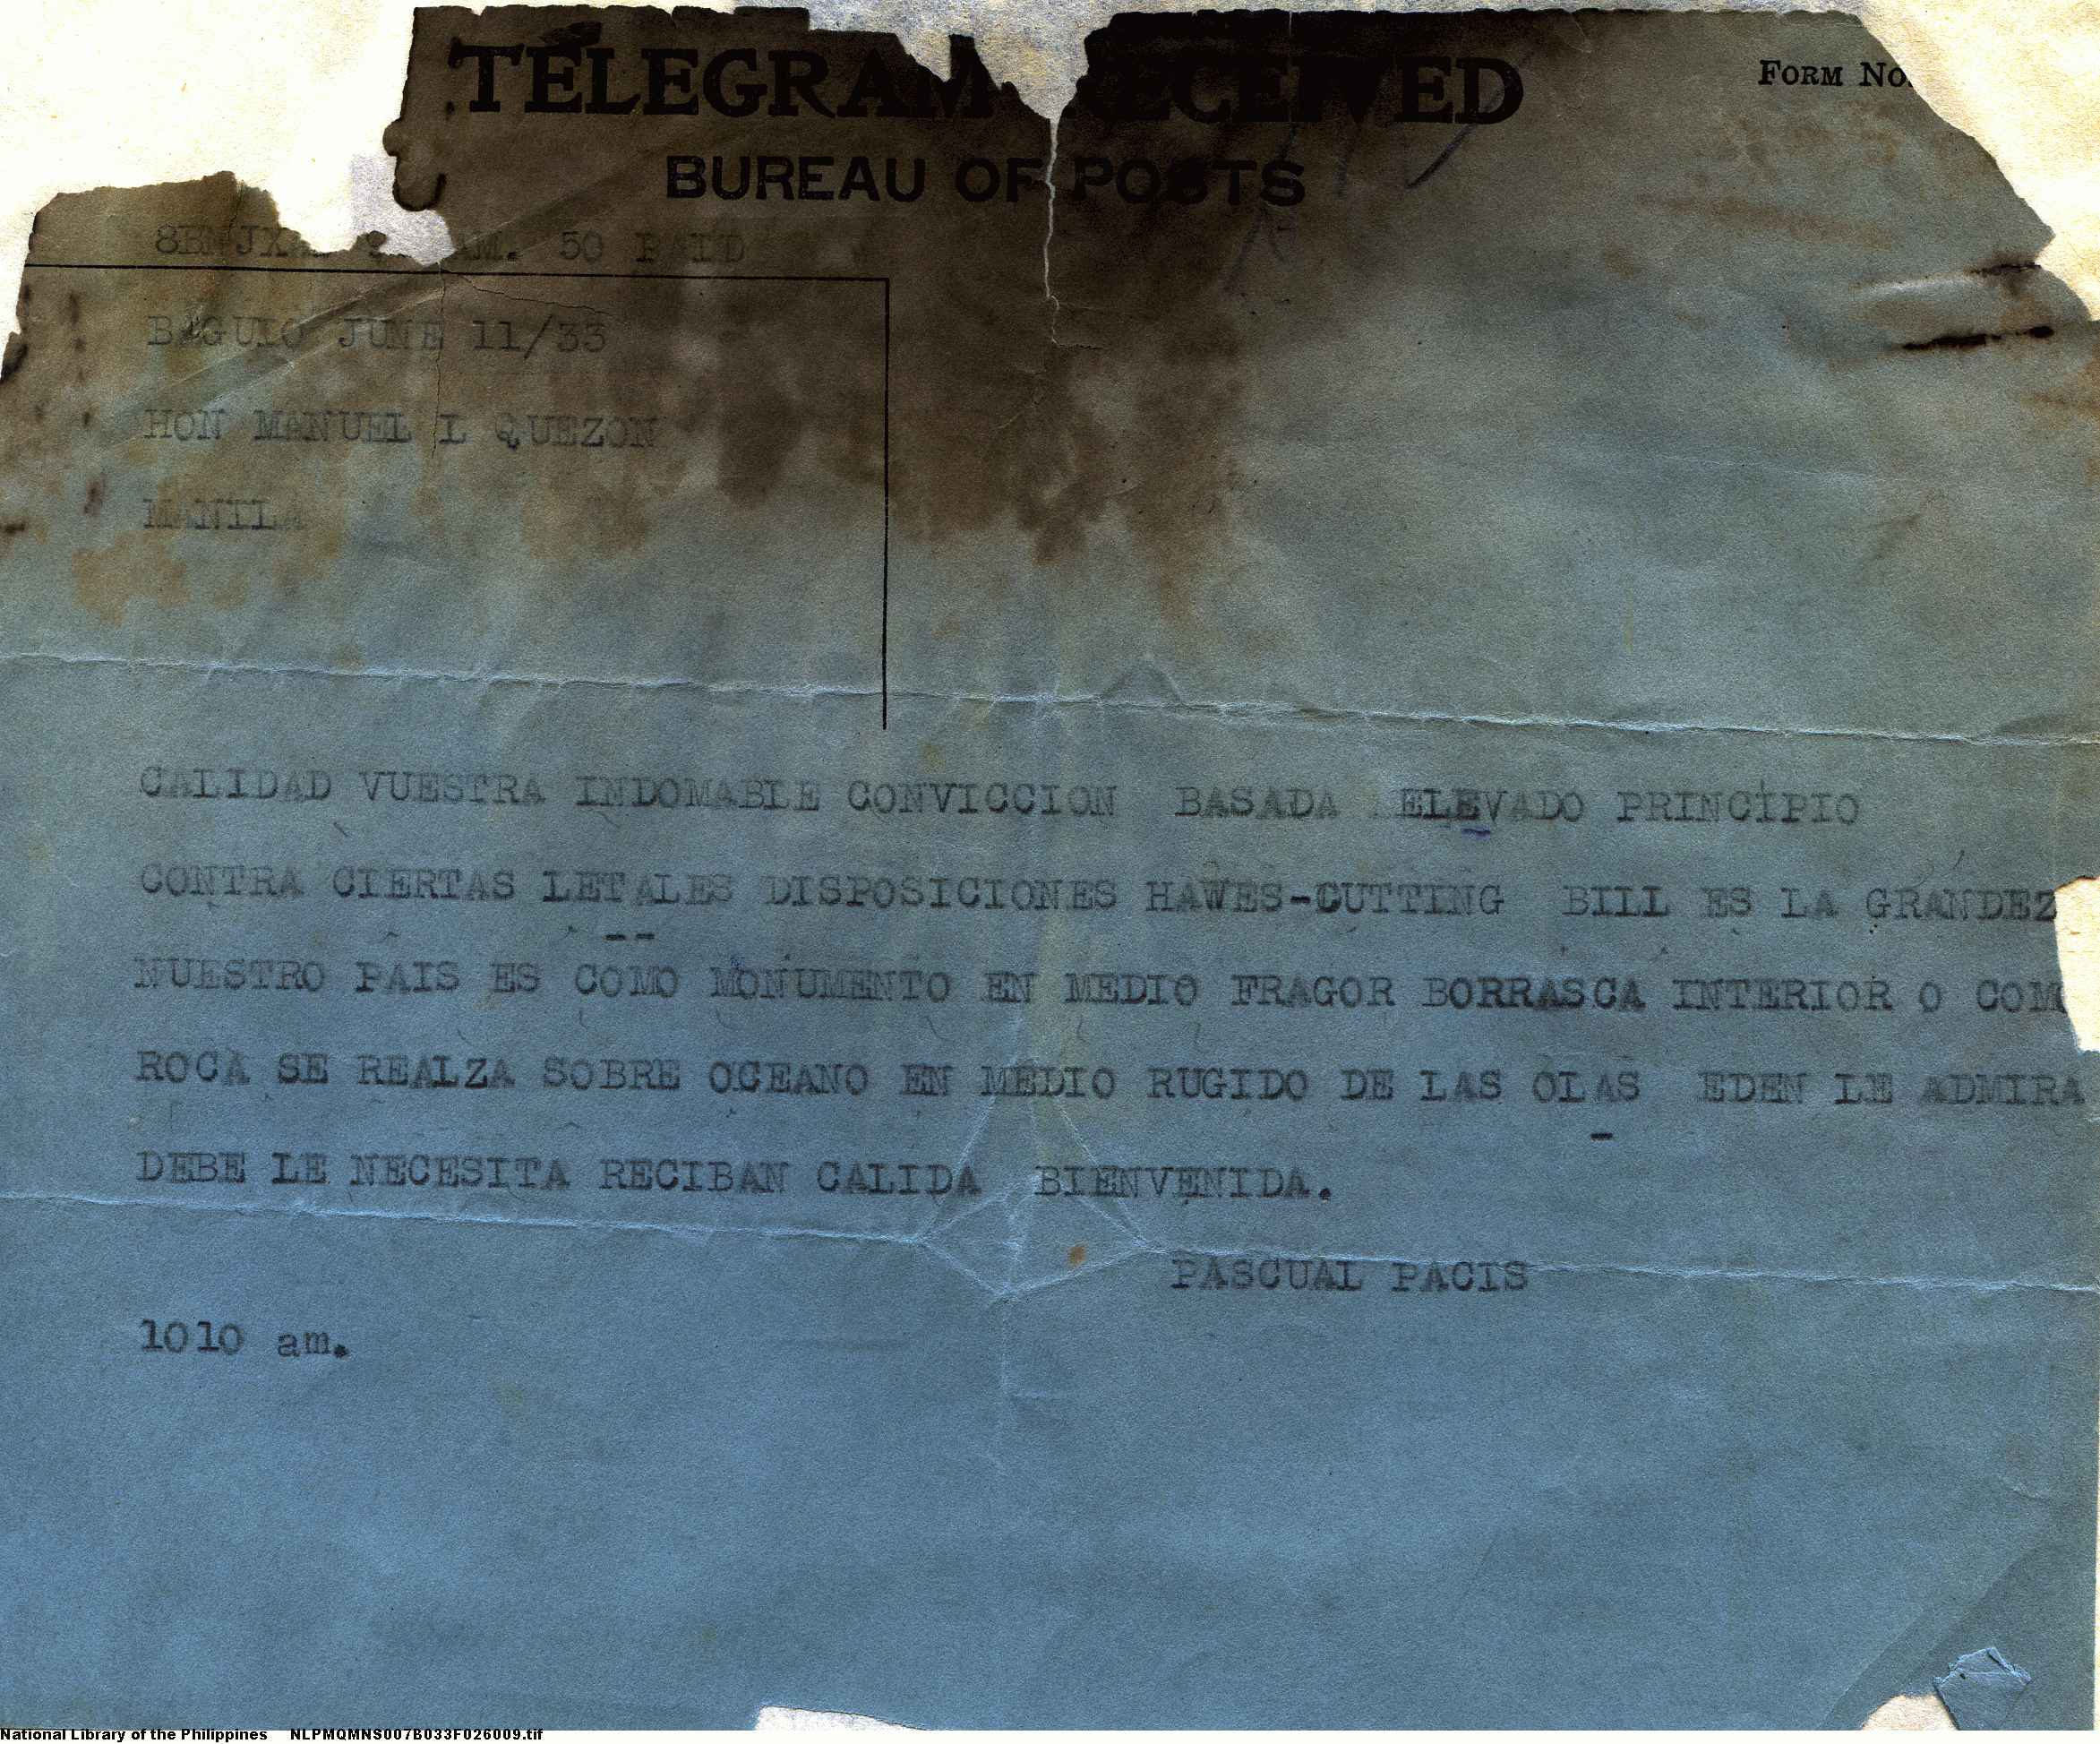 TELEGRAM RECEIVED
FORM NO.
BUREAU OF POSTS
AM. 50 PAID
BAGUIO JUNE 11/33
HON MANUEL L QUEZON
MANILA
CALIDAD VUESTRA INDOMABLE CONVICCION BASADA ELEVADO PRINCIPIO
CONTRA CIERTAS LETALES DISPOSICIONES HAWES-CUTTING BILL ES LA GRANDEZ
NUESTRO PAIS ES COMO MONUMENTO EN MEDIO FRAGOR BORRASCA INTERIOR O COMO
ROCA SE REALZA SOBRE OCEANO EN MEDIO RUGIDO DE LAS OLAS EDEN LE ADMIRA
DEBE LE NECESITA RECIBAN CALIDA BIENVENIDA.
PASCUAL PACIS
1010 am.
National Library of the Philippines NLPMQMNS007B033F026009.tif